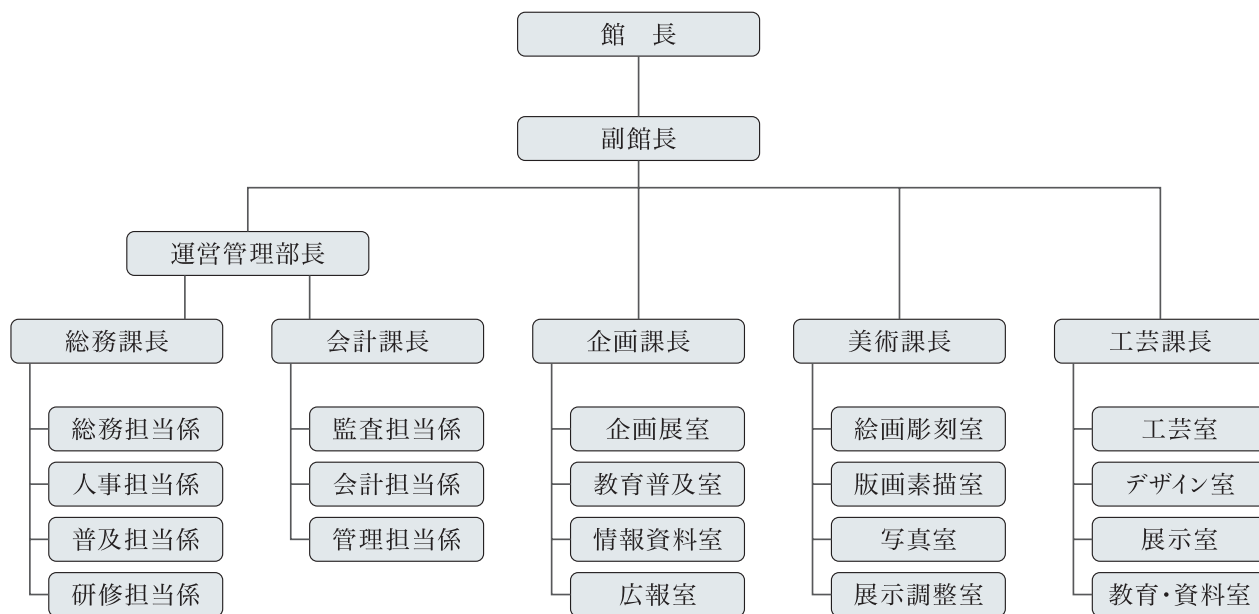 館　長
副館長
運営管理部長
総務課長
会計課長
企画課長
美術課長
工芸課長
総務担当係
監査担当係
企画展室
絵画彫刻室
工芸室
人事担当係
会計担当係
教育普及室
版画素描室
デザイン室
普及担当係
管理担当係
情報資料室
写真室
展示室
研修担当係
広報室
展示調整室
教育・資料室